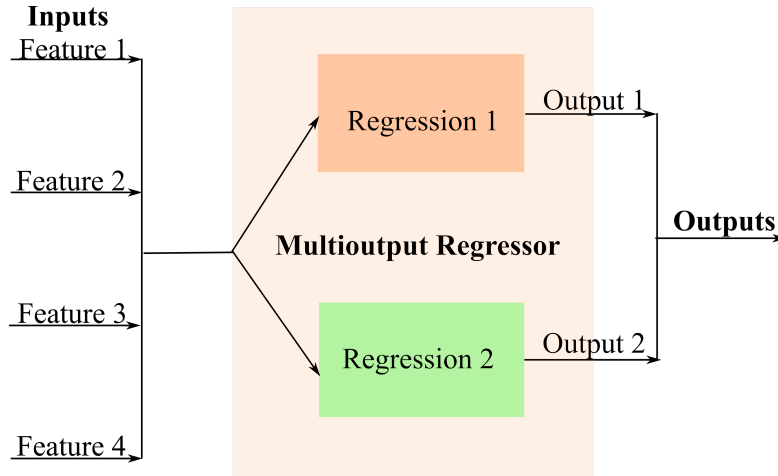 Inputs
Feature 1
Feature 2
Feature 3
Feature 4
Regression 1
Multioutput Regressor
Regression 2
Output 1
Output 2
Outputs